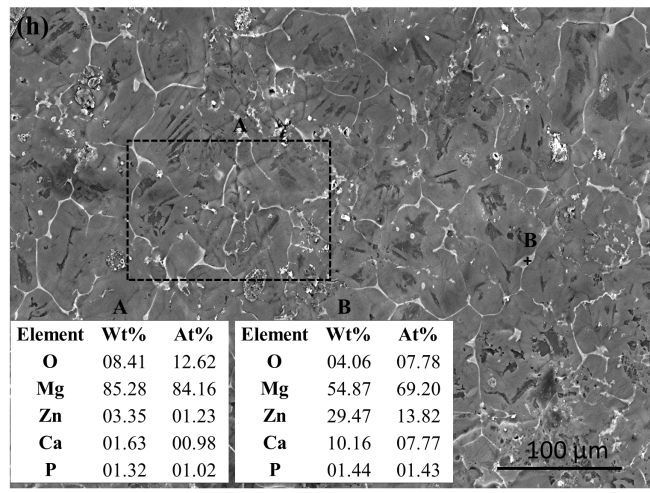 (h)
A
B
+
A
Element Wt% At%
O 08.41 12.62
Mg 85.28 84.16
Zn 03.35 01.23
Ca 01.63 00.98
P 01.32 01.02
B
Element Wt% At%
O 04.06 07.78
Mg 54.87 69.20
Zn 29.47 13.82
Ca 10.16 07.77
P 01.44 01.43
100 µm